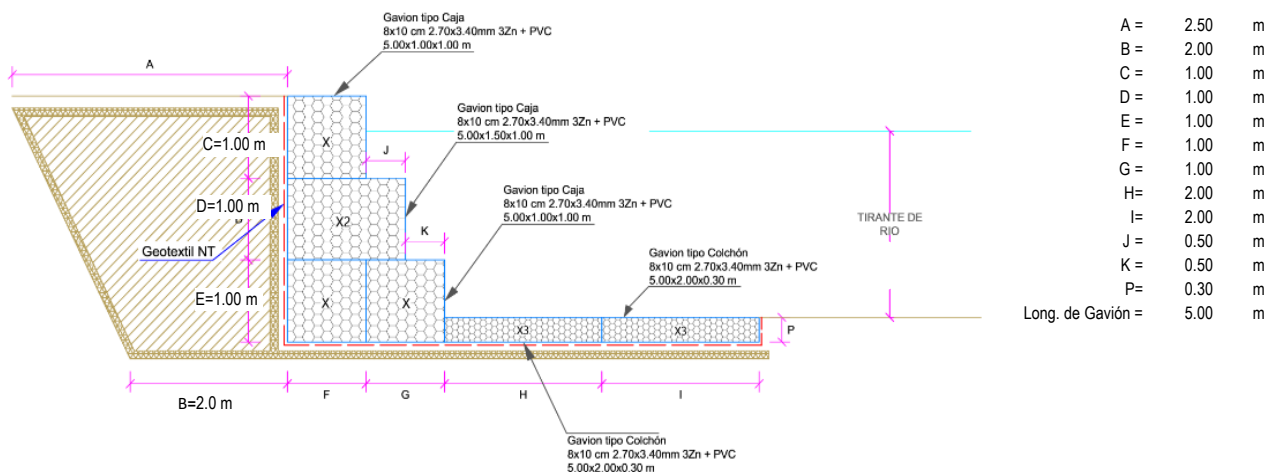 Gavion tipo Caja
8x10 cm 2.70x3.40mm 3Zn + PVC
5.00x1.00x1.00 m
A
C=1.00 m
X
J
Gavion tipo Caja
8x10 cm 2.70x3.40mm 3Zn + PVC
5.00x1.50x1.00 m
D=1.00 m
X2
K
Gavion tipo Caja
8x10 cm 2.70x3.40mm 3Zn + PVC
5.00x1.00x1.00 m
TIRANTE DE
RIO
Geotextil NT
E=1.00 m
X
X
Gavion tipo Colchón
8x10 cm 2.70x3.40mm 3Zn + PVC
5.00x2.00x0.30 m
X3
X3
P
B=2.0 m
F
G
H
I
Gavion tipo Colchón
8x10 cm 2.70x3.40mm 3Zn + PVC
5.00x2.00x0.30 m
A = 2.50 m
B = 2.00 m
C = 1.00 m
D = 1.00 m
E = 1.00 m
F = 1.00 m
G = 1.00 m
H= 2.00 m
I= 2.00 m
J = 0.50 m
K = 0.50 m
P= 0.30 m
Long. de Gavión = 5.00 m